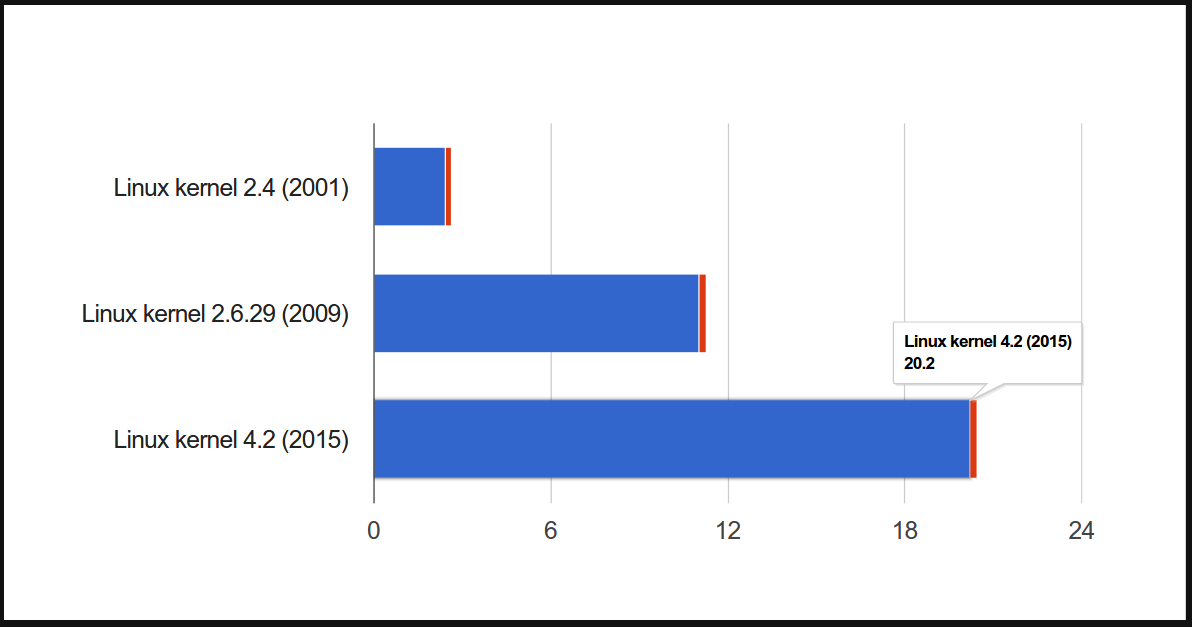 Linux kernel 2.4 (2001)
Linux kernel 2.6.29 (2009)
Linux kernel 4.2 (2015)
20.2
Linux kernel 4.2 (2015)
0 6 12 18 24